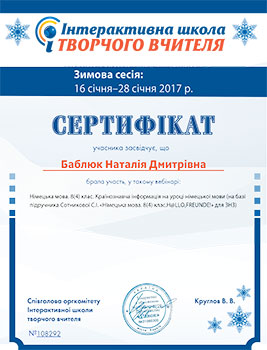 Інтерактивна школа
ТВОРЧОГО ВЧИТЕЛЯ
Зимова сесія:
16 січня–28 січня 2017 р.
СЕРТИФІКАТ
учасника засвідчує, що
Баблюк Наталія Дмитрівна
брала участь у такому вебінарі:
Німецька мова. 8(4) клас. Країнознавча інформація на уроці німецької мови (на базі
підручника Сотникової С.І. «Німецька мова. 8(4) клас.HaLLO,FREUNDE!» для ЗНЗ)
Співголова оргкомітету
Інтерактивної школи
творчого вчителя
Круглов В. В.
№108292